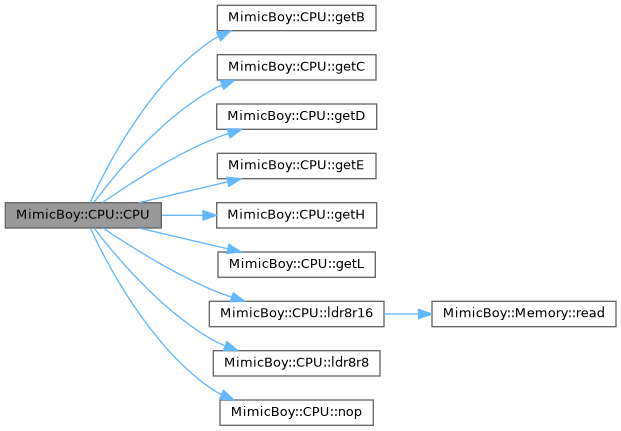 MimicBoy::CPU::getB
MimicBoy::CPU::getC
MimicBoy::CPU::getD
MimicBoy::CPU::getE
MimicBoy::CPU::CPU
MimicBoy::CPU::getH
MimicBoy::CPU::getL
MimicBoy::CPU::ldr8r16
MimicBoy::Memory::read
MimicBoy::CPU::ldr8r8
MimicBoy::CPU::nop